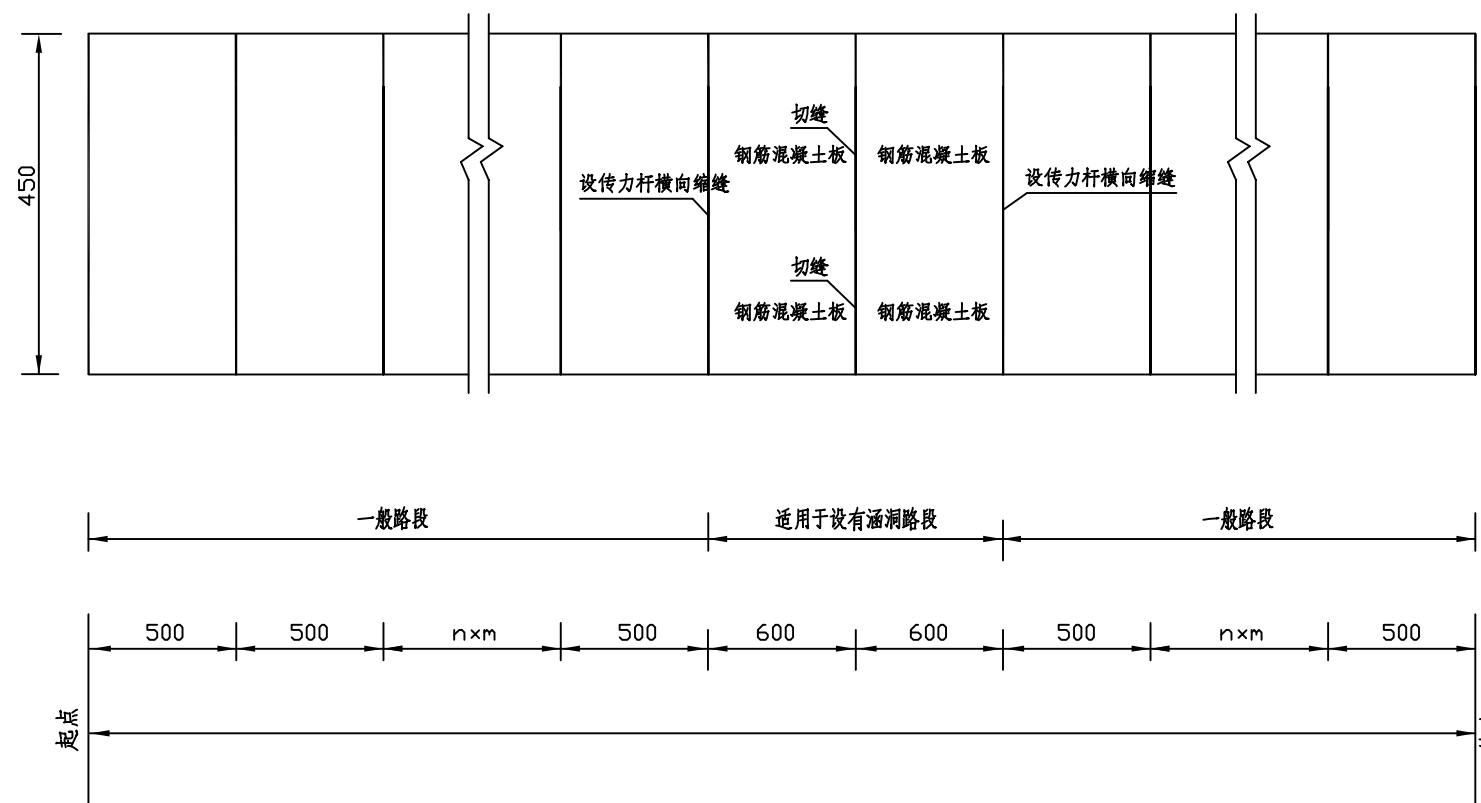 切缝
钢筋混凝土板 钢筋混凝土板
设传力杆横向缩缝 设传力杆横向缩缝
450
切缝
钢筋混凝土板 钢筋混凝土板
一般路段 适用于设有涵洞路段 一般路段
500 500 n×m 500 600 600 500 n×m 500
起点